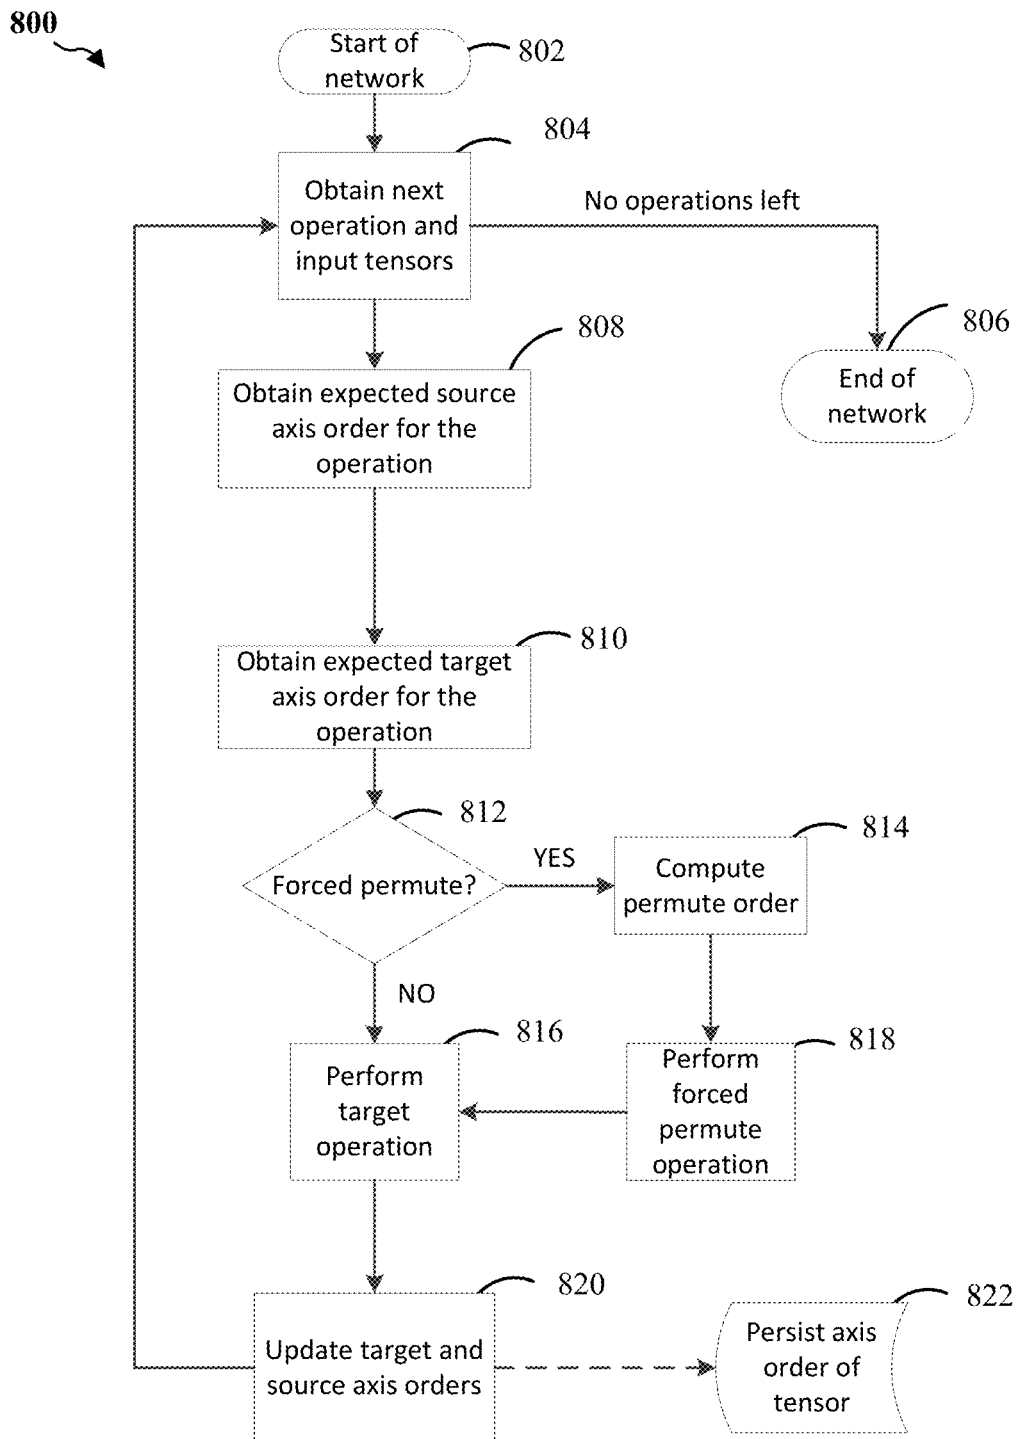 800
Start of
network
802
804
Obtain next
operation and
input tensors
No operations left
806
End of
network
808
Obtain expected source
axis order for the
operation
810
Obtain expected target
axis order for the
operation
812
Forced permute?
YES
814
Compute
permute order
NO
816
Perform
target
operation
818
Perform
forced
permute
operation
820
Update target and
source axis orders
822
Persist axis
order of
tensor